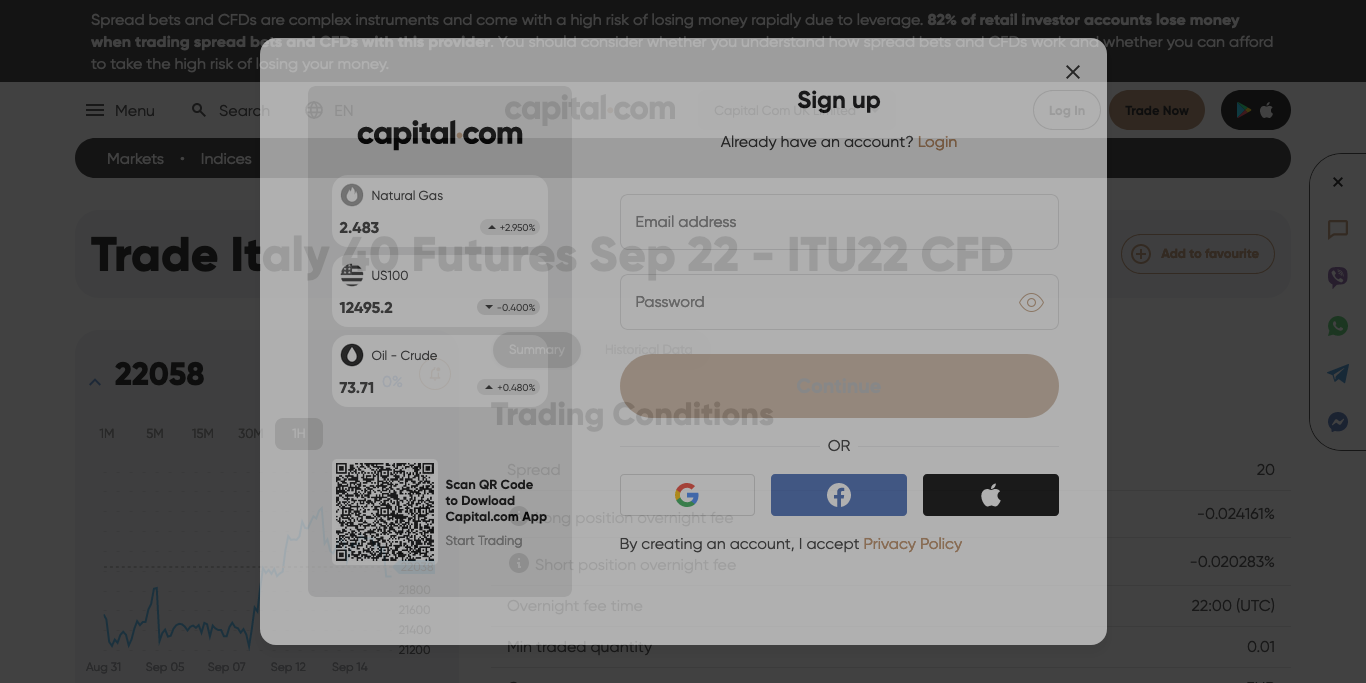 Spread bets and CFDs are complex instruments and come with a high risk of losing money rapidly due to leverage. 82% of retail investor accounts lose money
when trading spread bets and CFDs with this provider. You should consider whether you understand how spread bets and CFDs work and whether you can afford
to take the high risk of losing your money.
Menu
Search
EN
capital.com
Capital Com UK Limited
Log In
Trade Now
Markets • Indices
Trade Italy 40 Futures Sep 22 - ITU22 CFD
Add to favourite
22058
0%
1M 5M 15M 30M 1H
22058
21800
21600
21400
21200
Aug 31 Sep 05 Sep 07 Sep 12 Sep 14
Summary
Historical Data
Trading Conditions
Spread 20
Long position overnight fee -0.024161%
Short position overnight fee -0.020283%
Overnight fee time 22:00 (UTC)
Min traded quantity 0.01
capital.com
Natural Gas
2.483 +2.950%
US100
12495.2 -0.400%
Oil - Crude
73.71 +0.480%
Scan QR Code
to Dowload
Capital.com App
Start Trading
Sign up
Already have an account? Login
Email address
Password
Continue
OR
By creating an account, I accept Privacy Policy